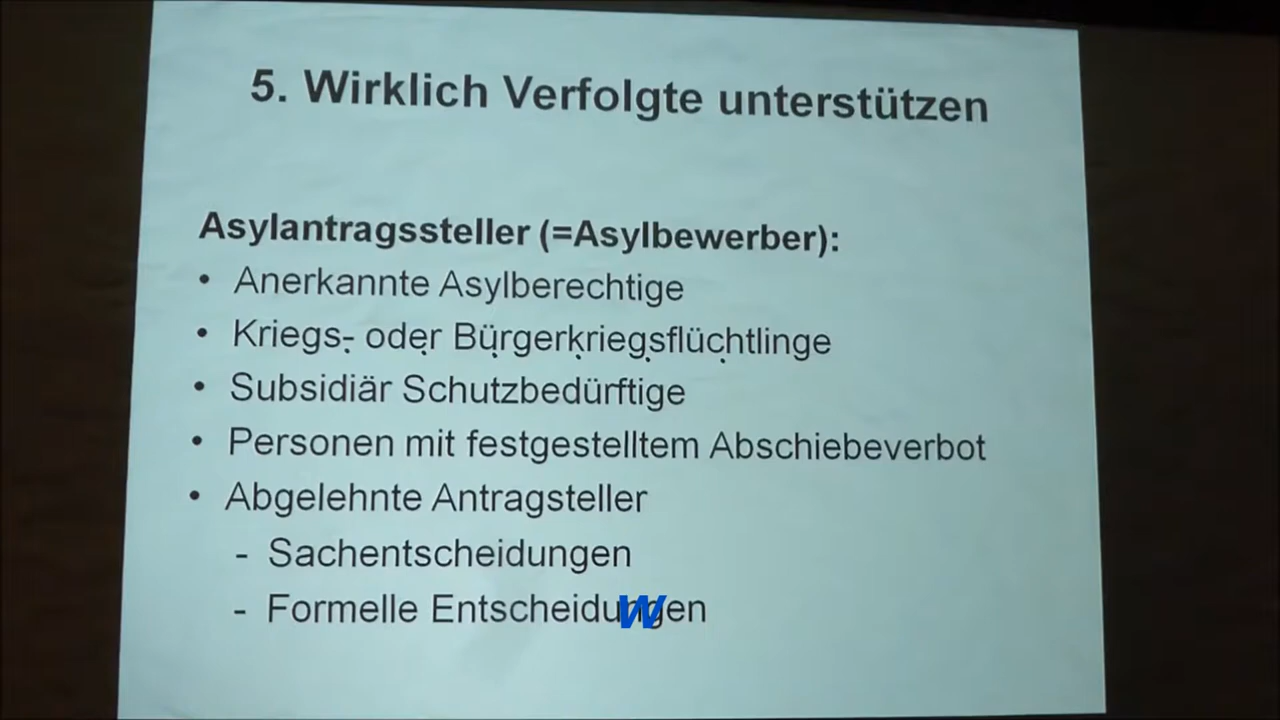 5. Wirklich Verfolgte unterstützen
Asylantragssteller (=Asylbewerber):
• Anerkannte Asylberechtige
• Kriegs- oder Bürgerkriegsflüchtlinge
• Subsidiär Schutzbedürftige
• Personen mit festgestelltem Abschiebeverbot
• Abgelehnte Antragsteller
- Sachentscheidungen
- Formelle Entscheidungen
W